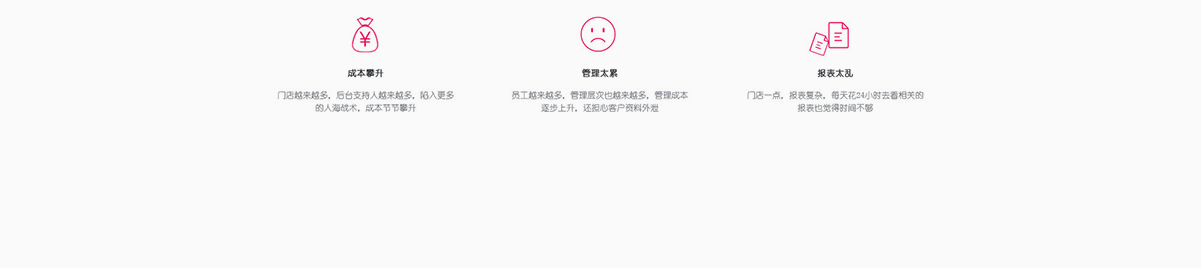 成本攀升
门店越来越多，后台支持人越来越多，陷入更多
的人海战术，成本节节攀升
管理太累
员工越来越多，管理层次也越来越多，管理成本
逐步上升，还担心客户资料外泄
报表太乱
门店一点，报表复杂，每天花24小时去看相关的
报表也觉得时间不够